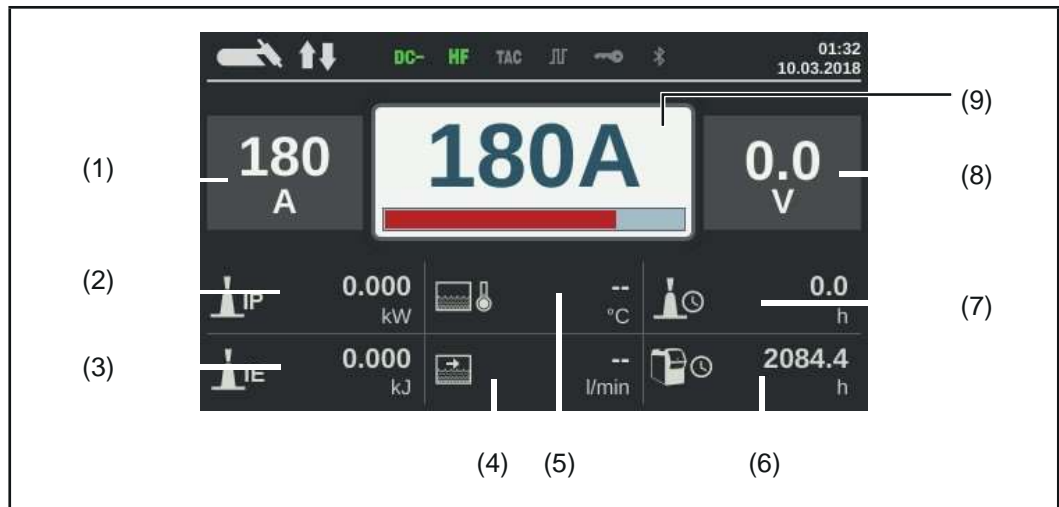 DC- HF TAC 01:32
10.03.2018
(9)
(1) 180 180A 0.0 (8)
A V
(2) IP 0.000 -- 0.0 (7)
kW °C h
(3) IE 0.000 -- 2084.4
kJ l/min h
(4) (5) (6)